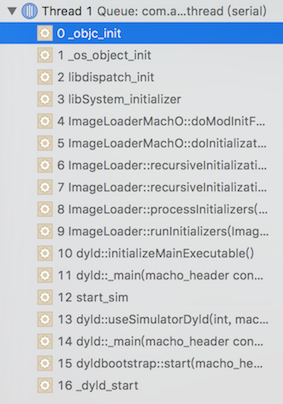 Thread 1 Queue: com.a...thread (serial)
0 _objc_init
1 _os_object_init
2 libdispatch_init
3 libSystem_initializer
4 ImageLoaderMachO::doModInitF...
5 ImageLoaderMachO::doInitializat...
6 ImageLoader::recursiveInitializati...
7 ImageLoader::recursiveInitializati...
8 ImageLoader::processInitializers(...
9 ImageLoader::runInitializers(Imag...
10 dyld::initializeMainExecutable()
11 dyld::_main(macho_header con...
12 start_sim
13 dyld::useSimulatorDyld(int, mac...
14 dyld::_main(macho_header con...
15 dyldbootstrap::start(macho_he...
16 _dyld_start